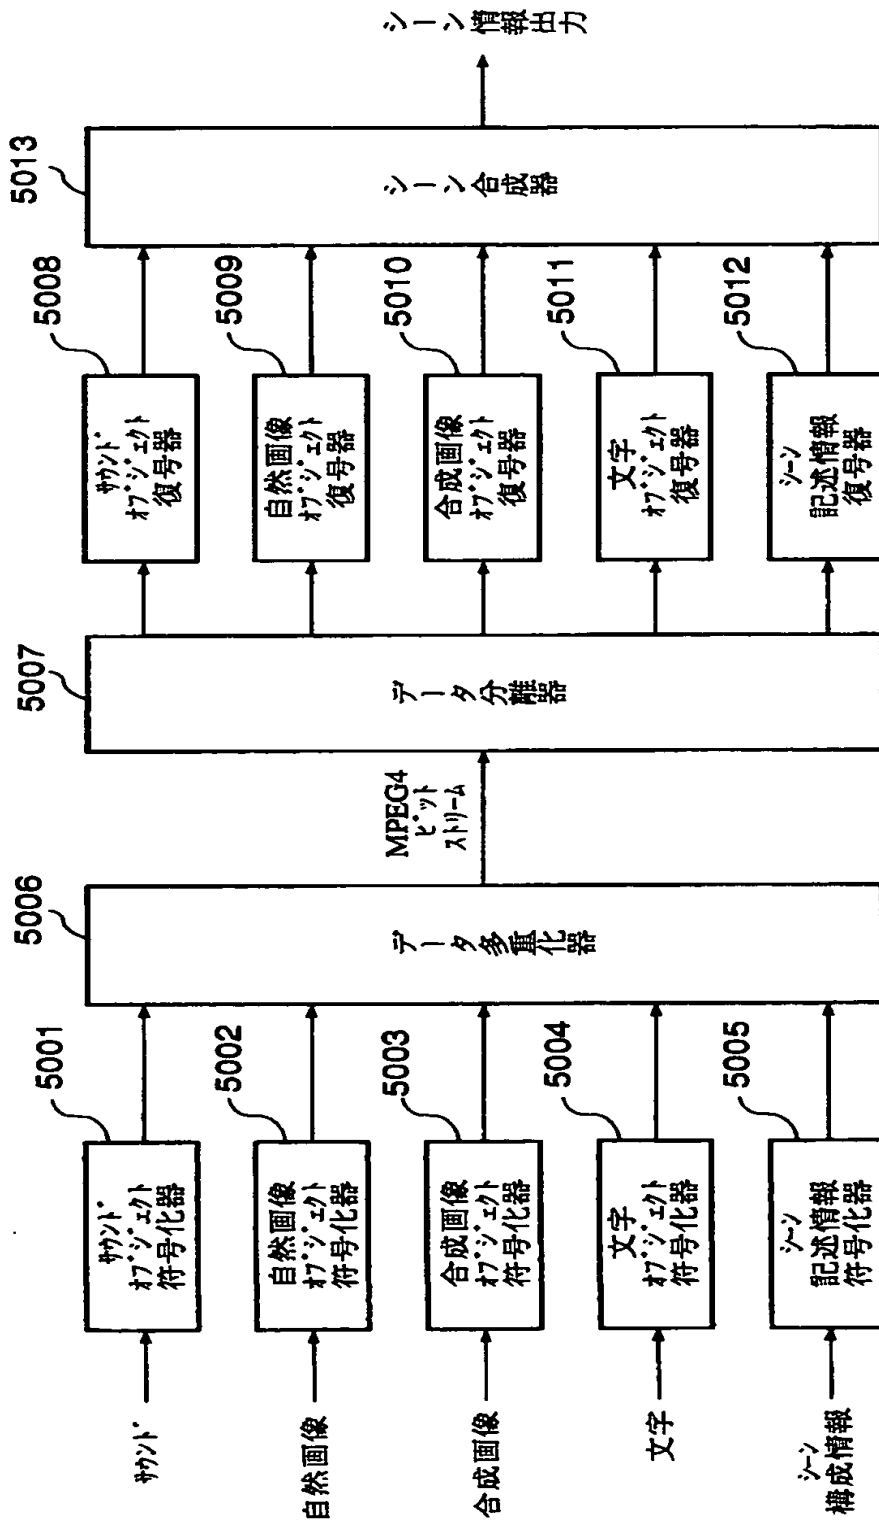 サウンド
自然画像
合成画像
文字
シーン
構成情報
5001
サウンド
オブジェクト
符号化器
5002
自然画像
オブジェクト
符号化器
5003
合成画像
オブジェクト
符号化器
5004
文字
オブジェクト
符号化器
5005
シーン
記述情報
符号化器
5006
データ多重化器
MPEG4
ビット
ストリーム
5007
データ分離器
5008
サウンド
オブジェクト
復号器
5009
自然画像
オブジェクト
復号器
5010
合成画像
オブジェクト
復号器
5011
文字
オブジェクト
復号器
5012
シーン
記述情報
復号器
5013
シーン合成器
シーン情報出力